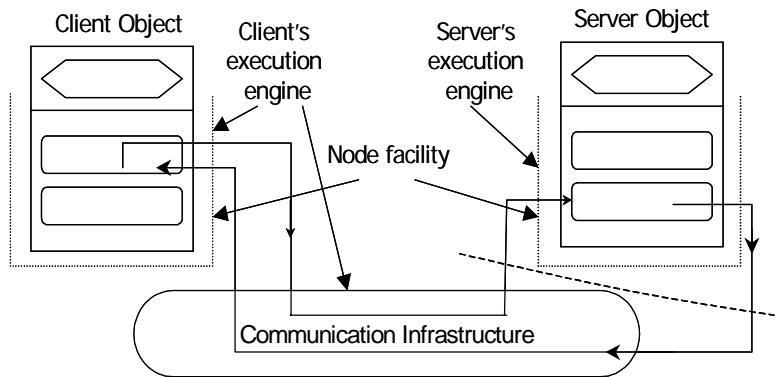 Client Object
Client's
execution
engine
Server's
execution
engine
Server Object
Node facility
Communication Infrastructure